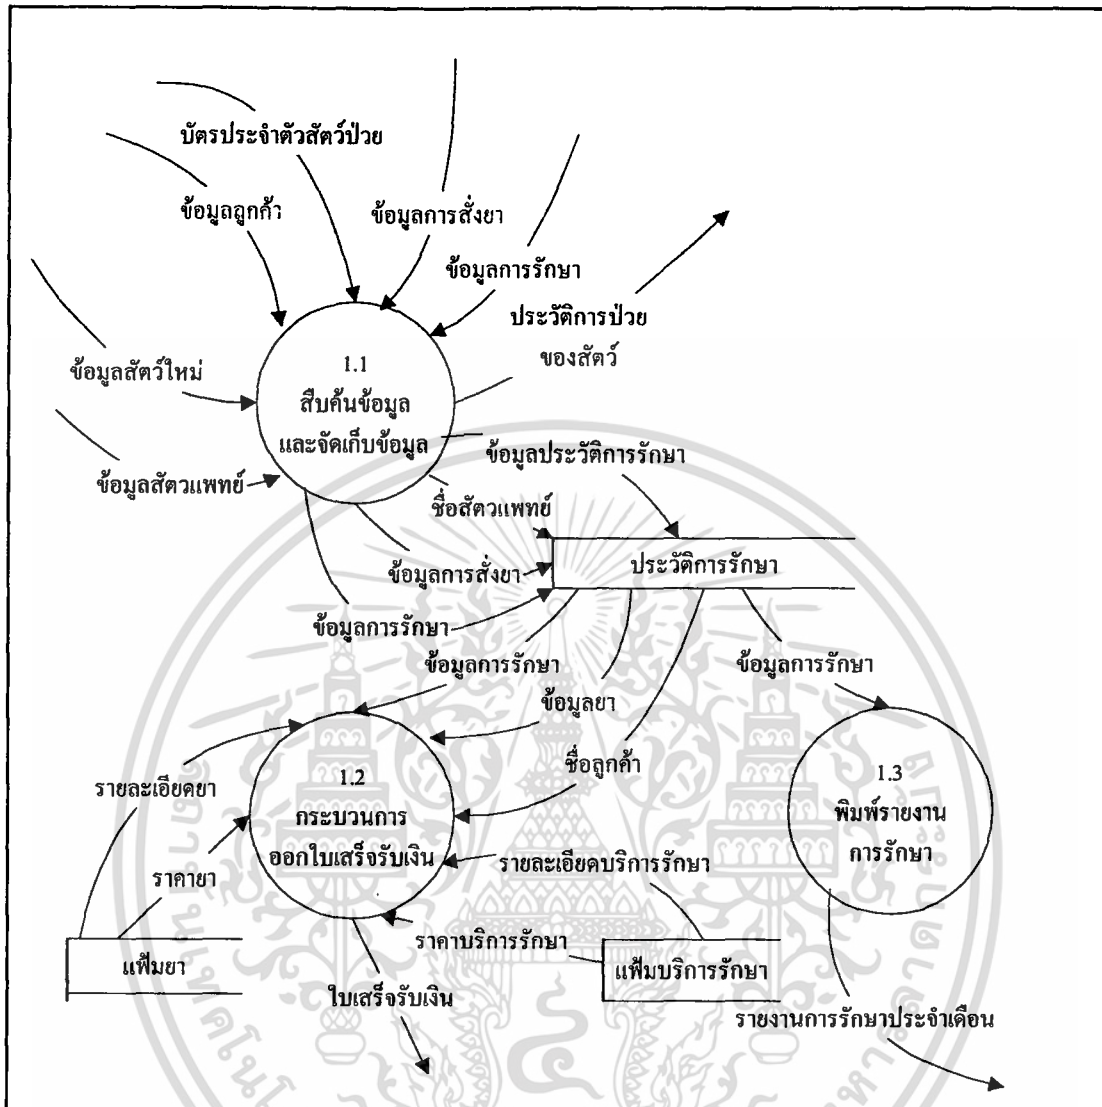 บัตรประจำตัวสัตว์ป่วย
ข้อมูลลูกค้า
ข้อมูลการสั่งยา
ข้อมูลการรักษา
ประวัติการป่วย
ของสัตว์
1.1
สืบค้นข้อมูล
และจัดเก็บข้อมูล
ข้อมูลสัตว์ใหม่
ข้อมูลสัตวแพทย์
ข้อมูลประวัติการรักษา
ชื่อสัตวแพทย์
ข้อมูลการสั่งยา
ประวัติการรักษา
ข้อมูลการรักษา
ข้อมูลการรักษา
ข้อมูลยา
ชื่อลูกค้า
ข้อมูลการรักษา
1.2
กระบวนการ
ออกใบเสร็จรับเงิน
1.3
พิมพ์รายงาน
การรักษา
รายละเอียดยา
ราคายา
รายละเอียดบริการรักษา
ราคาบริการรักษา
แฟ้มยา
แฟ้มบริการรักษา
ใบเสร็จรับเงิน
รายงานการรักษาประจำเดือน